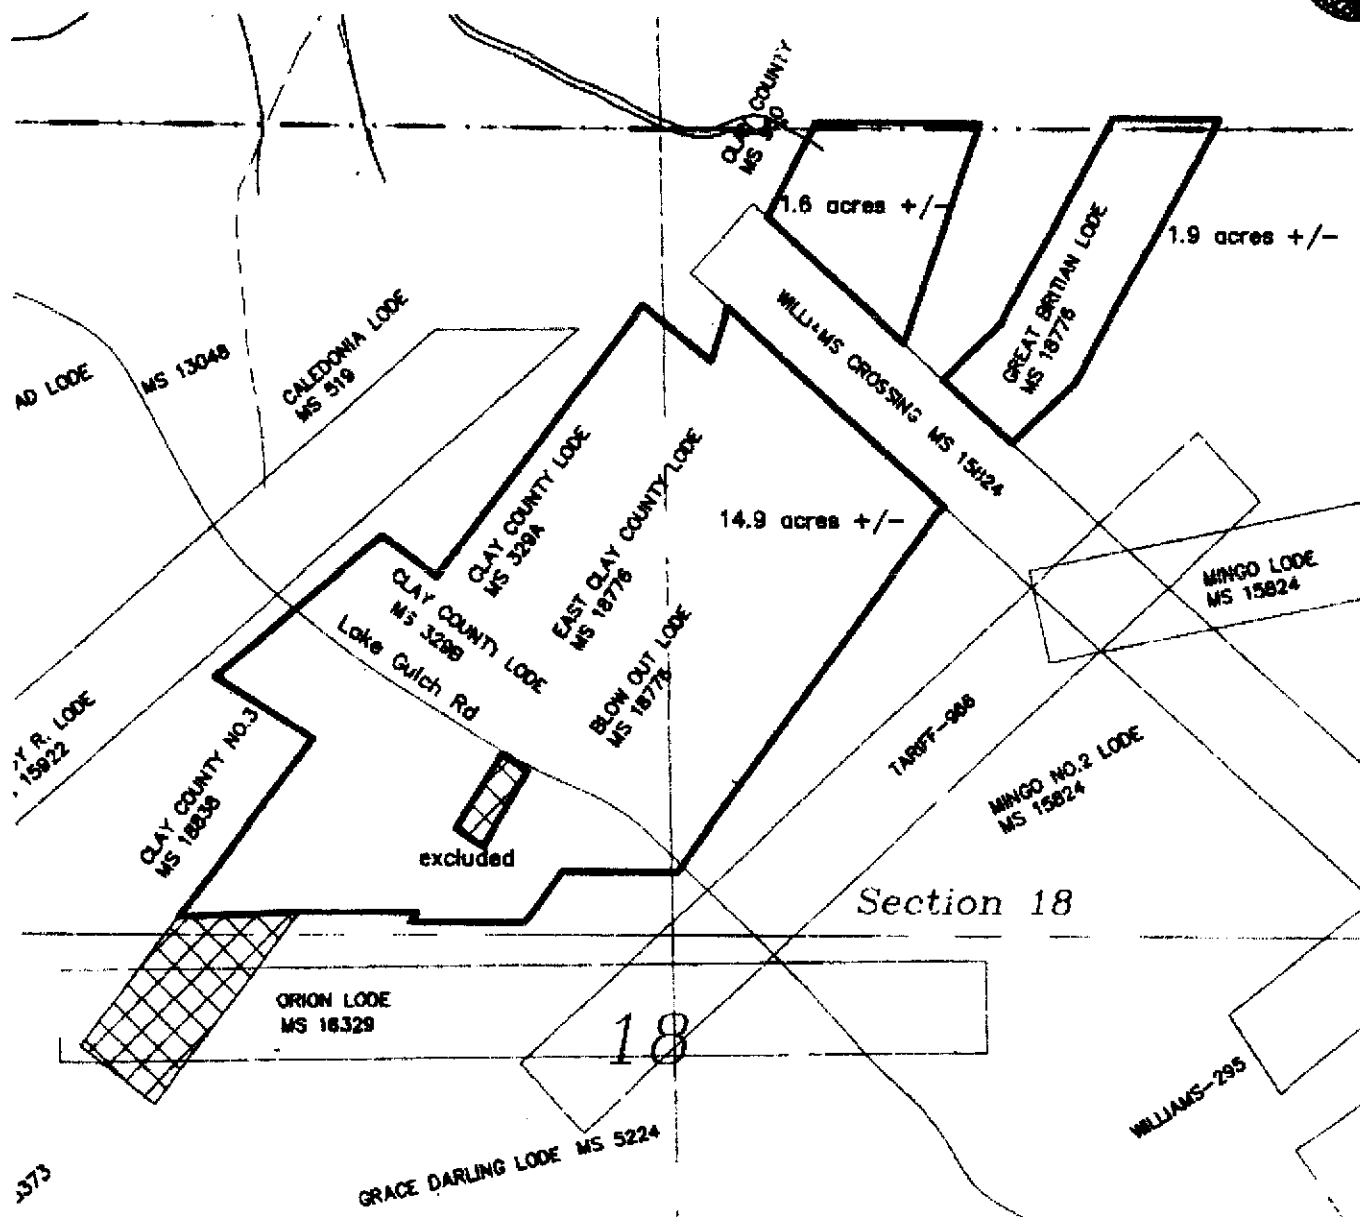 CLAY COUNTY
MS
1.6 acres +/-
1.9 acres +/-
GREAT BRITIAN LODE
MS 18776
WILLIAMS CROSSING MS 15824
CALEDONIA LODE
MS 519
AD LODE
MS 13048
CLAY COUNTY LODE
MS 329A
EAST CLAY COUNTY LODE
MS 18776
14.9 acres +/-
CLAY COUNTY LODE
MS 329B
Lake Gulch Rd
BLOW OUT LODE
MS 18776
MINGO LODE
MS 15824
Y R. LODE
15922
CLAY COUNTY NO.3
MS 18838
TARIFF-966
MINGO NO.2 LODE
MS 15824
excluded
Section 18
ORION LODE
MS 16329
18
WILLIAMS-295
GRACE DARLING LODE MS 5224
373